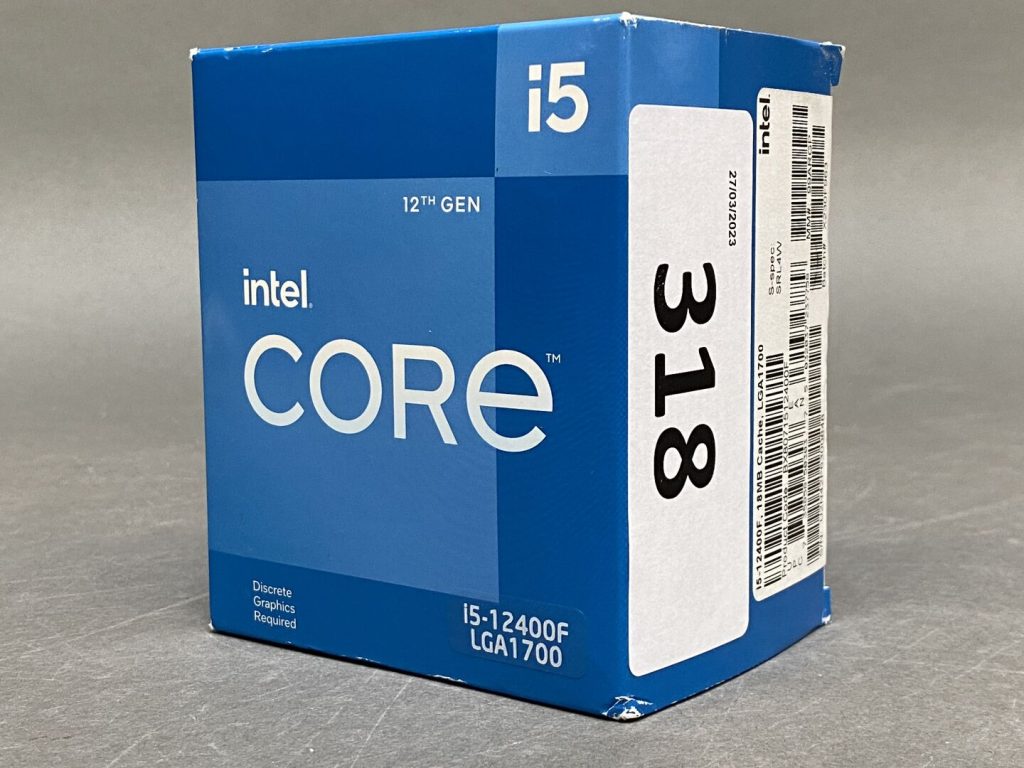 i5
12TH GEN
intel.
CORe™
Discrete
Graphics
Required
i5-12400F
LGA1700
27/03/2023
318
intel.
S-spec:
SRL4W
i5-12400F, 18MB Cache, LGA1700